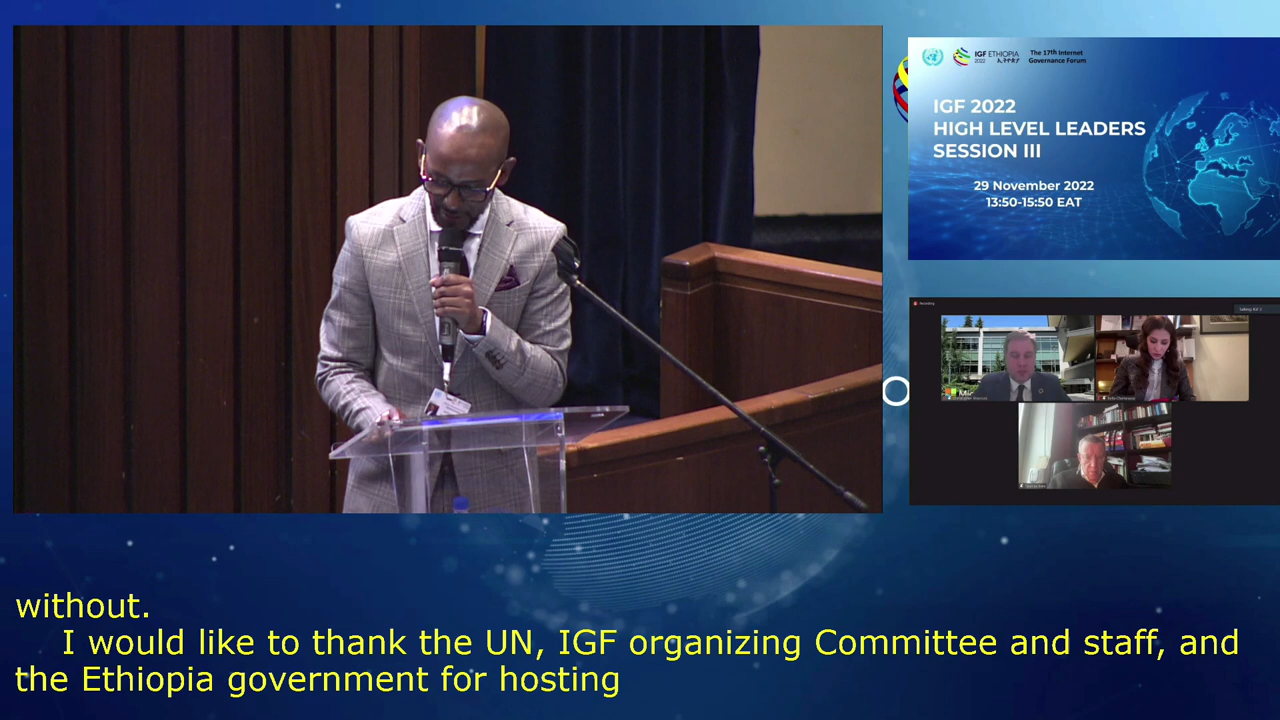 IGF ETHIOPIA
2022 ኢትዮጵያ
The 17th Internet
Governance Forum
IGF 2022
HIGH LEVEL LEADERS
SESSION III
29 November 2022
13:50-15:50 EAT
Recording
without.
I would like to thank the UN, IGF organizing Committee and staff, and
the Ethiopia government for hosting